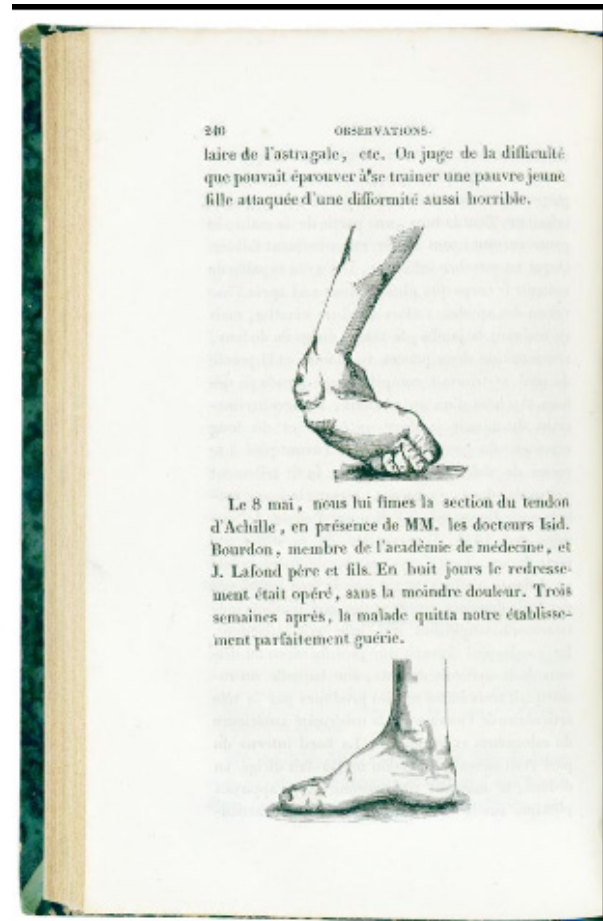 240 OBSERVATIONS.
laire de l'astragale, etc. On juge de la difficulté
que pouvait éprouver à se trainer une pauvre jeune
fille attaquée d'une difformité aussi horrible.
Le 8 mai, nous lui fimes la section du tendon
d'Achille, en présence de MM. les docteurs Isid.
Bourdon, membre de l'académie de médecine, et
J. Lafond père et fils. En huit jours le redresse-
ment était opéré, sans la moindre douleur. Trois
semaines après, la malade quitta notre établisse-
ment parfaitement guérie.